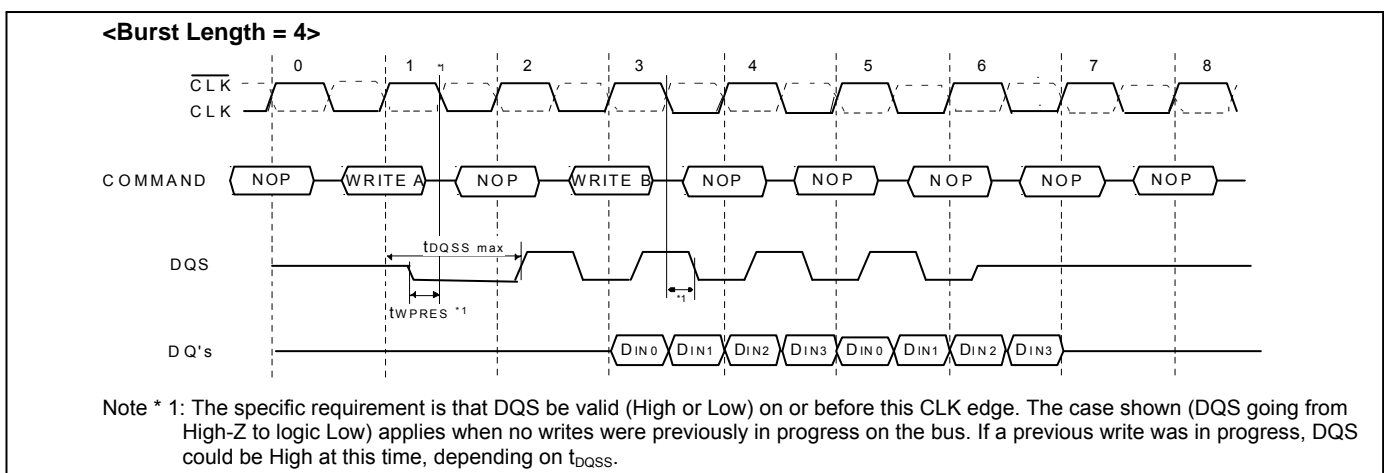 <Burst Length = 4>
0 1 *1 2 3 4 5 6 7 8
CLK
CLK
COMMAND NOP WRITE A NOP WRITE B NOP NOP NOP NOP NOP
tDQSS max
DQS
*1
tWPRES *1
DQ's DIN0 DIN1 DIN2 DIN3 DIN0 DIN1 DIN2 DIN3
Note * 1: The specific requirement is that DQS be valid (High or Low) on or before this CLK edge. The case shown (DQS going from
High-Z to logic Low) applies when no writes were previously in progress on the bus. If a previous write was in progress, DQS
could be High at this time, depending on tDQSS.